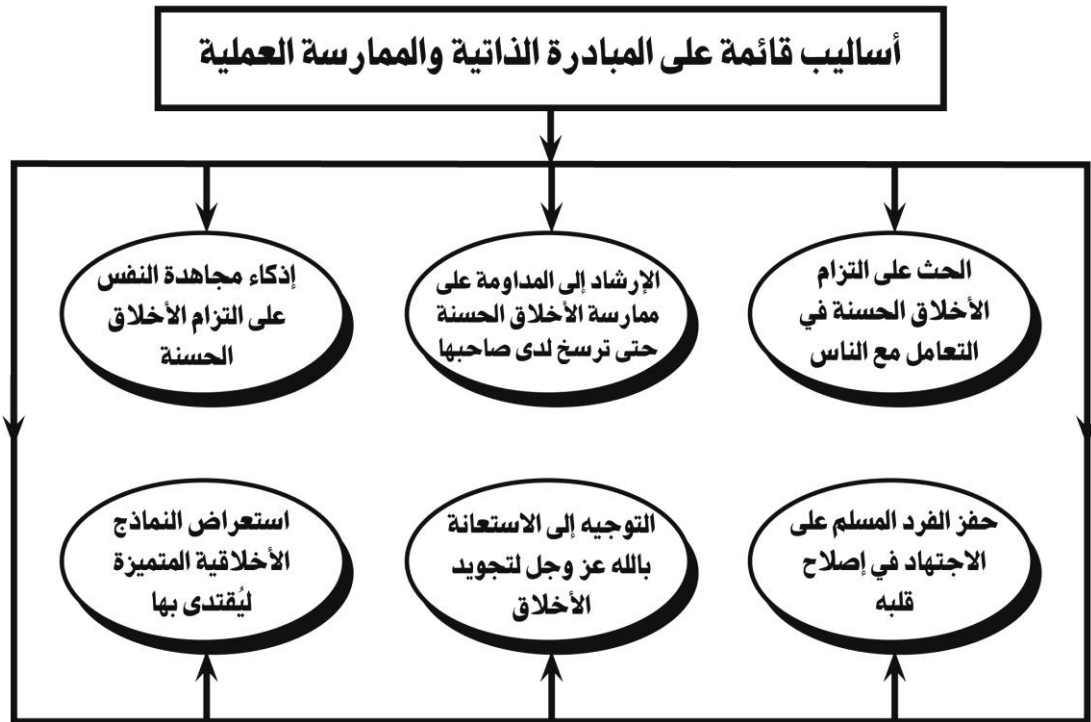 أساليب قائمة على المبادرة الذاتية والممارسة العملية
الحث على التزام
الأخلاق الحسنة في
التعامل مع الناس
الإرشاد إلى المداومة على
ممارسة الأخلاق الحسنة
حتى ترسخ لدى صاحبها
إذكاء مجاهدة النفس
على التزام الأخلاق
الحسنة
حفز الفرد المسلم على
الاجتهاد في إصلاح
قلبه
التوجيه إلى الاستعانة
بالله عز وجل لتجويد
الأخلاق
استعراض النماذج
الأخلاقية المتميزة
ليُقتدى بها